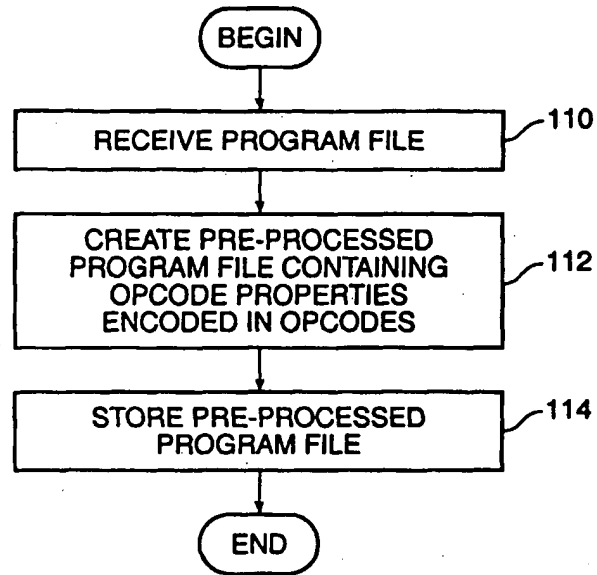 BEGIN
RECEIVE PROGRAM FILE
110
CREATE PRE-PROCESSED
PROGRAM FILE CONTAINING
OPCODE PROPERTIES
ENCODED IN OPCODES
112
STORE PRE-PROCESSED
PROGRAM FILE
114
END